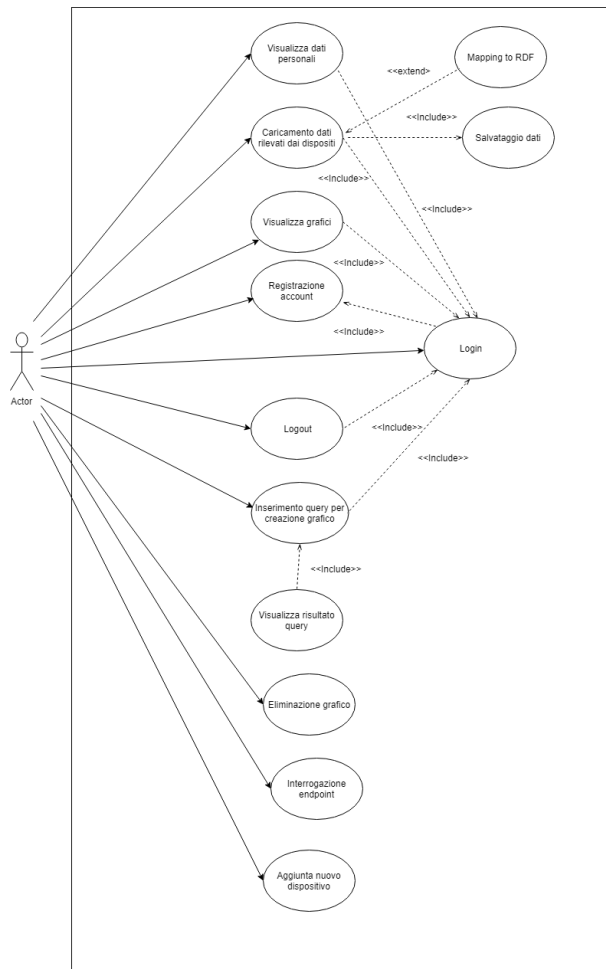 Visualizza dati
personali
<<extend>
Mapping to RDF
<<Include>>
Caricamento dati
rilevati dai dispositi
Salvataggio dati
<<Include>>
<<Include>>
Visualizza grafici
<<Include>>
Registrazione
account
<<Include>>
Login
Actor
Logout
<<Include>>
<<Include>>
Inserimento query per
creazione grafico
<<Include>>
Visualizza risultato
query
Eliminazione grafico
Interrogazione
endpoint
Aggiunta nuovo
dispositivo